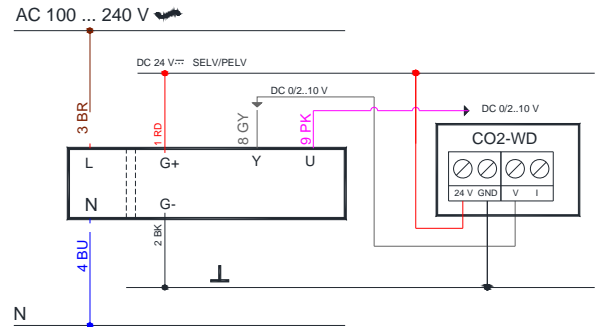 AC 100 ... 240 V
DC 24 V SELV/PELV
DC 0/2..10 V
DC 0/2..10 V
3 BR
1 RD
8 GY
9 PK
CO2-WD
L
G+
Y
U
24 V GND V I
N
G-
4 BU
2 BK
N